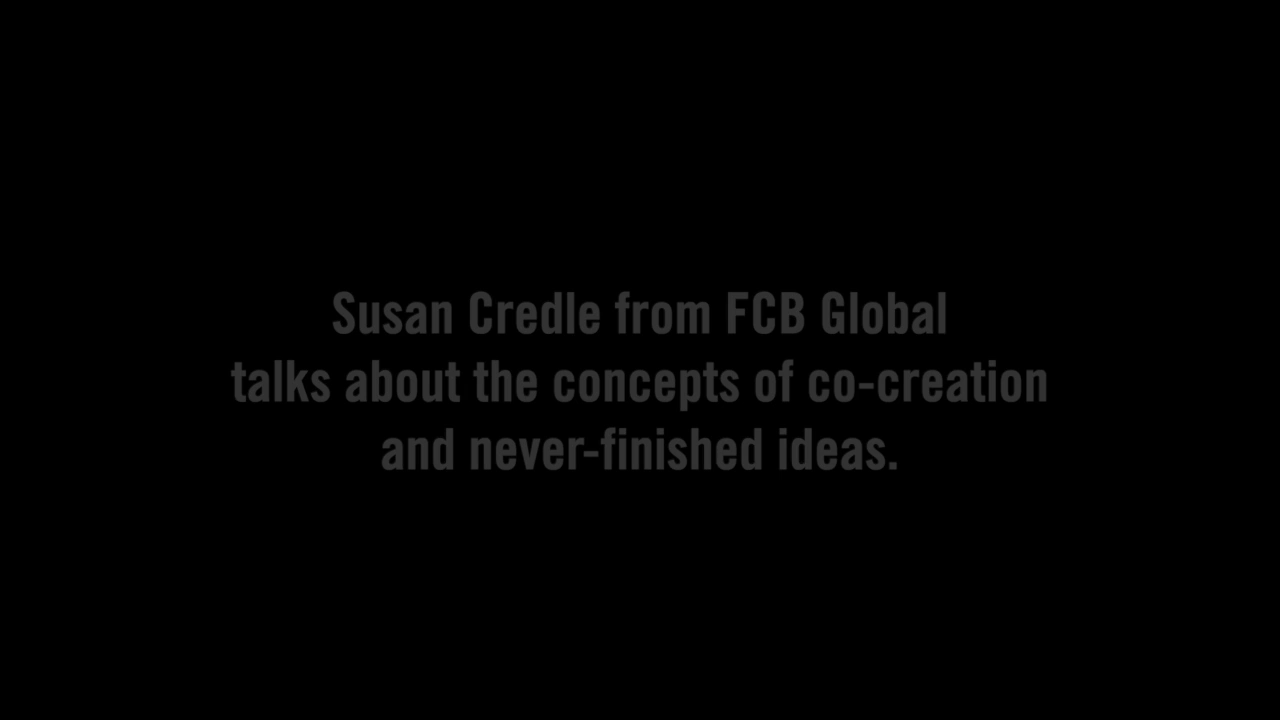 Susan Credle from FCB Global
talks about the concepts of co-creation
and never-finished ideas.